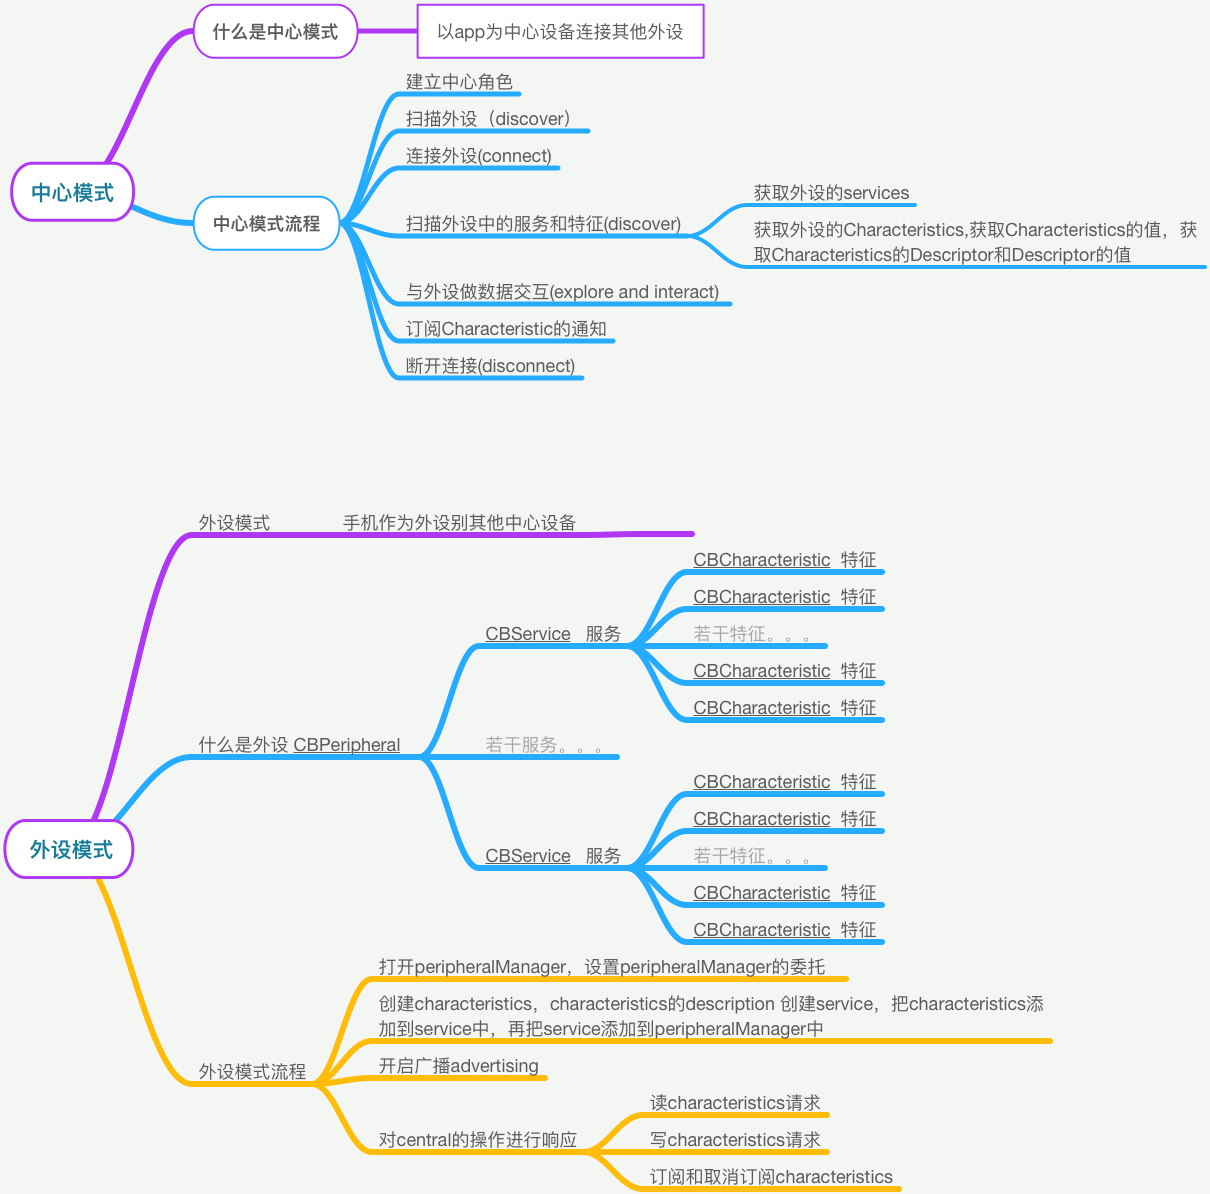 什么是中心模式
以app为中心设备连接其他外设
建立中心角色
扫描外设（discover）
连接外设(connect)
中心模式
获取外设的services
中心模式流程
扫描外设中的服务和特征(discover)
获取外设的Characteristics,获取Characteristics的值，获
取Characteristics的Descriptor和Descriptor的值
与外设做数据交互(explore and interact)
订阅Characteristic的通知
断开连接(disconnect)
外设模式
手机作为外设别其他中心设备
CBCharacteristic 特征
CBCharacteristic 特征
CBService 服务
若干特征。。。
CBCharacteristic 特征
CBCharacteristic 特征
什么是外设 CBPeripheral
若干服务。。。
CBCharacteristic 特征
CBCharacteristic 特征
外设模式
CBService 服务
若干特征。。。
CBCharacteristic 特征
CBCharacteristic 特征
打开peripheralManager，设置peripheralManager的委托
创建characteristics，characteristics的description 创建service，把characteristics添
加到service中，再把service添加到peripheralManager中
外设模式流程
开启广播advertising
对central的操作进行响应
读characteristics请求
写characteristics请求
订阅和取消订阅characteristics